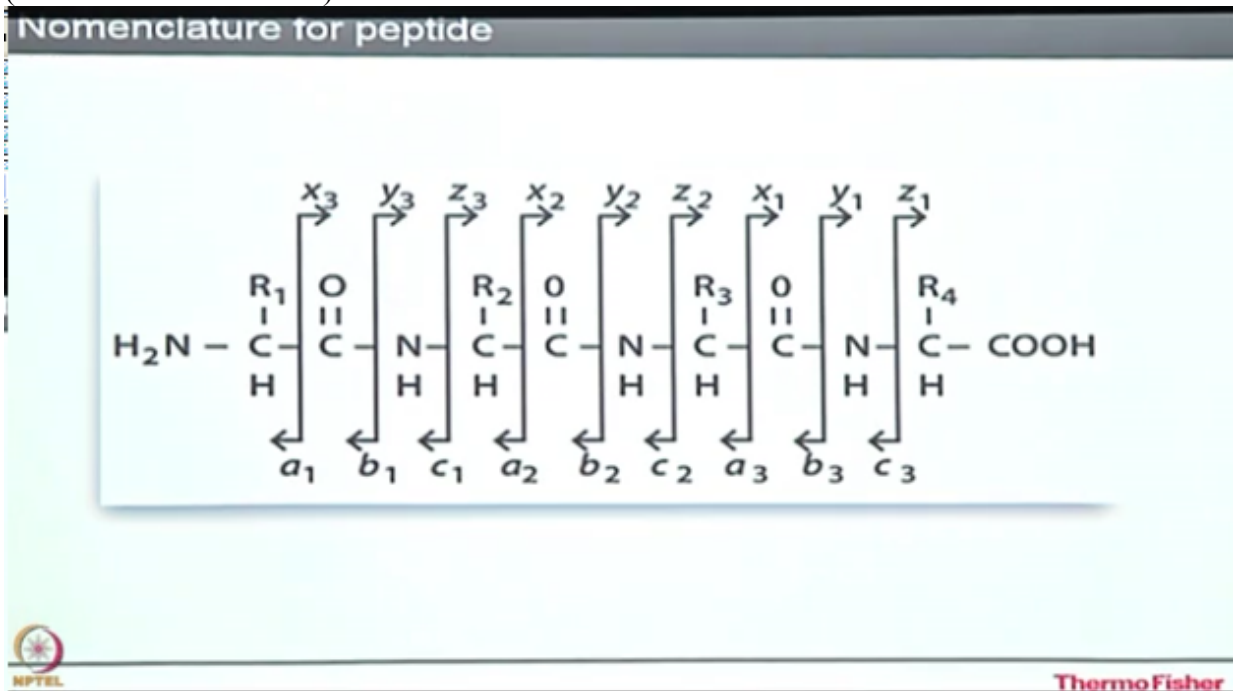 Nomenclature for peptide
x₃ y₃ z₃ x₂ y₂ z₂ x₁ y₁ z₁
R₁ O R₂ O R₃ O R₄
H₂N – C – C – N – C – C – N – C – C – N – C – COOH
H H H H H H H
a₁ b₁ c₁ a₂ b₂ c₂ a₃ b₃ c₃
NPTEL
ThermoFisher